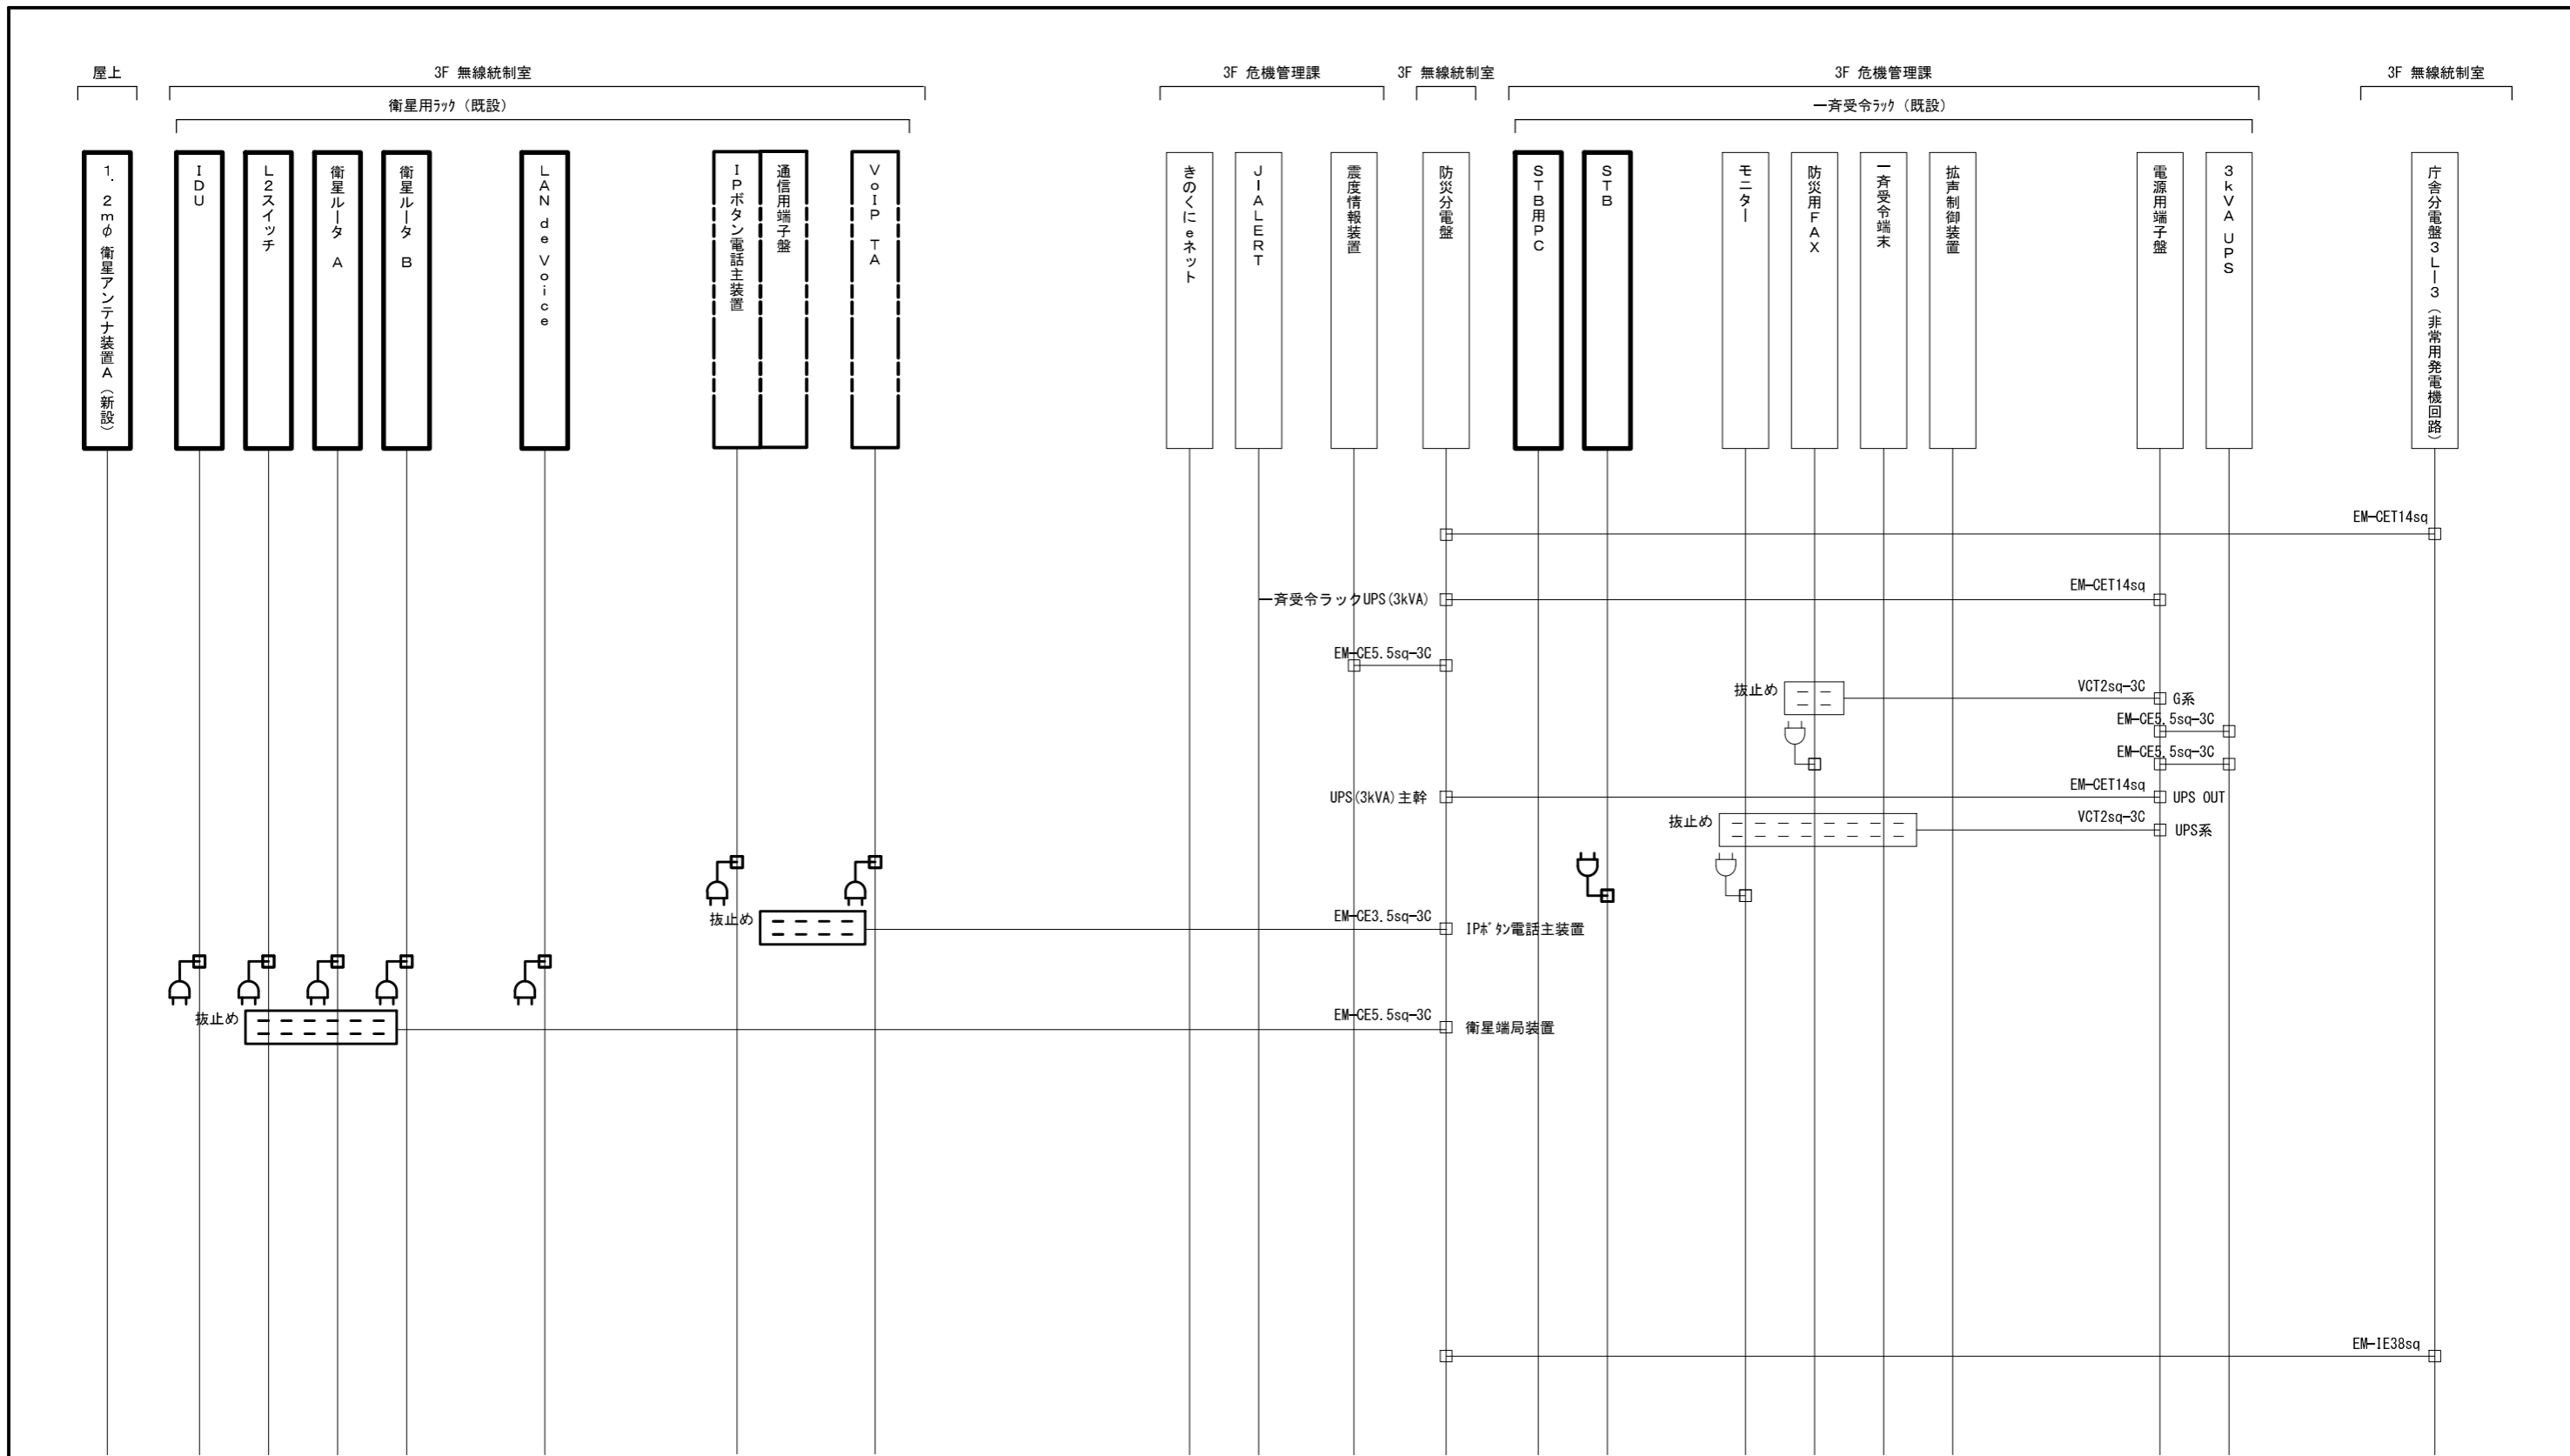 屋上
3F 無線統制室
3F 危機管理課
3F 無線統制室
3F 危機管理課
3F 無線統制室
衛星用ﾗｯｸ（既設）
一斉受令ﾗｯｸ（既設）
１．２ｍφ 衛星アンテナ装置Ａ（新設）
ＩＤＵ
Ｌ２スイッチ
衛星ルータ Ａ
衛星ルータ Ｂ
ＬＡＮ ｄｅ Ｖｏｉｃｅ
ＩＰボタン電話主装置
通信用端子盤
ＶｏＩＰ ＴＡ
きのくにｅネット
Ｊ－ＡＬＥＲＴ
震度情報装置
防災分電盤
ＳＴＢ用ＰＣ
ＳＴＢ
モニター
防災用ＦＡＸ
一斉受令端末
拡声制御装置
電源用端子盤
３ｋＶＡ ＵＰＳ
庁舎分電盤３Ｌ－３（非常用発電機回路）
EM-CET14sq
一斉受令ラックUPS(3kVA)
EM-CET14sq
EM-CE5.5sq-3C
抜止め
VCT2sq-3C
G系
EM-CE5.5sq-3C
EM-CE5.5sq-3C
UPS(3kVA)主幹
EM-CET14sq
UPS OUT
抜止め
VCT2sq-3C
UPS系
抜止め
EM-CE3.5sq-3C
IPﾎﾞﾀﾝ電話主装置
抜止め
EM-CE5.5sq-3C
衛星端局装置
EM-IE38sq